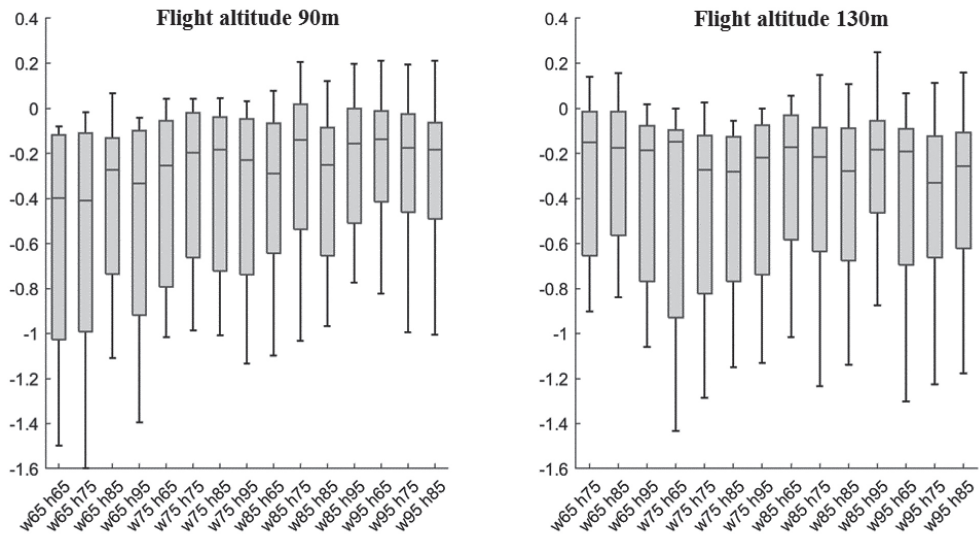 Flight altitude 90m
0.4
0.2
0
-0.2
-0.4
-0.6
-0.8
-1
-1.2
-1.4
-1.6
w65 h65
w65 h75
w65 h85
w65 h95
w75 h65
w75 h75
w75 h85
w75 h95
w85 h65
w85 h75
w85 h85
w85 h95
w95 h65
w95 h75
w95 h85
Flight altitude 130m
0.4
0.2
0
-0.2
-0.4
-0.6
-0.8
-1
-1.2
-1.4
-1.6
w65 h75
w65 h85
w65 h95
w75 h65
w75 h75
w75 h85
w75 h95
w85 h65
w85 h75
w85 h85
w85 h95
w95 h65
w95 h75
w95 h85